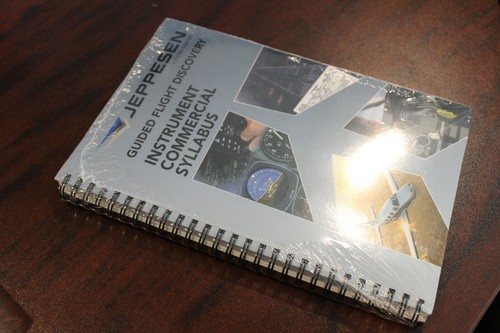 JEPPESEN
GUIDED FLIGHT DISCOVERY
INSTRUMENT
COMMERCIAL
SYLLABUS